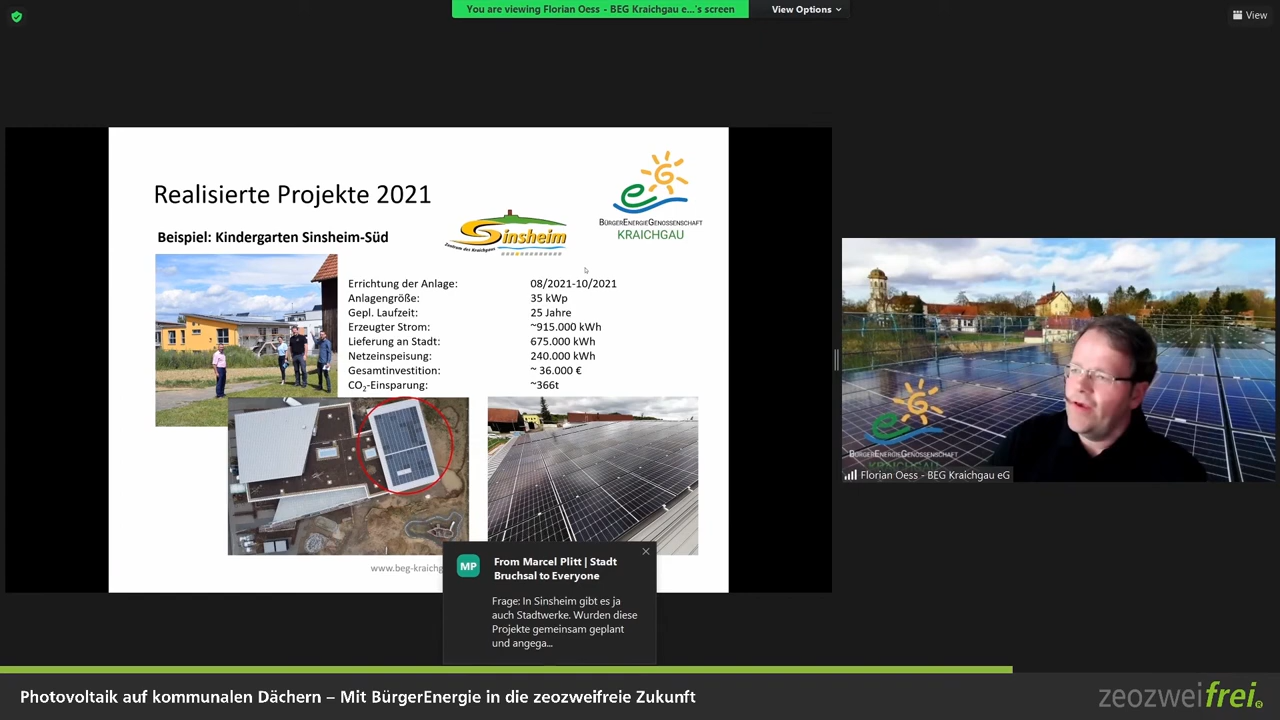 You are viewing Florian Oess - BEG Kraichgau e...'s screen
View Options
View
Realisierte Projekte 2021
BÜRGERENERGIEGENOSSENSCHAFT
KRAICHGAU
Beispiel: Kindergarten Sinsheim-Süd
Sinsheim
Zentrum des Kraichgaus
Errichtung der Anlage: 08/2021-10/2021
Anlagengröße: 35 kWp
Gepl. Laufzeit: 25 Jahre
Erzeugter Strom: ~915.000 kWh
Lieferung an Stadt: 675.000 kWh
Netzeinspeisung: 240.000 kWh
Gesamtinvestition: ~ 36.000 €
CO₂-Einsparung: ~366t
www.beg-kraichg
BÜRGERENERGIEGENOSSENSCHAFT
KRAICHGAU
Florian Oess - BEG Kraichgau eG
MP
From Marcel Plitt | Stadt
Bruchsal to Everyone
Frage: In Sinsheim gibt es ja
auch Stadtwerke. Wurden diese
Projekte gemeinsam geplant
und angega...
Photovoltaik auf kommunalen Dächern – Mit BürgerEnergie in die zeozweifreie Zukunft
zeozweifrei